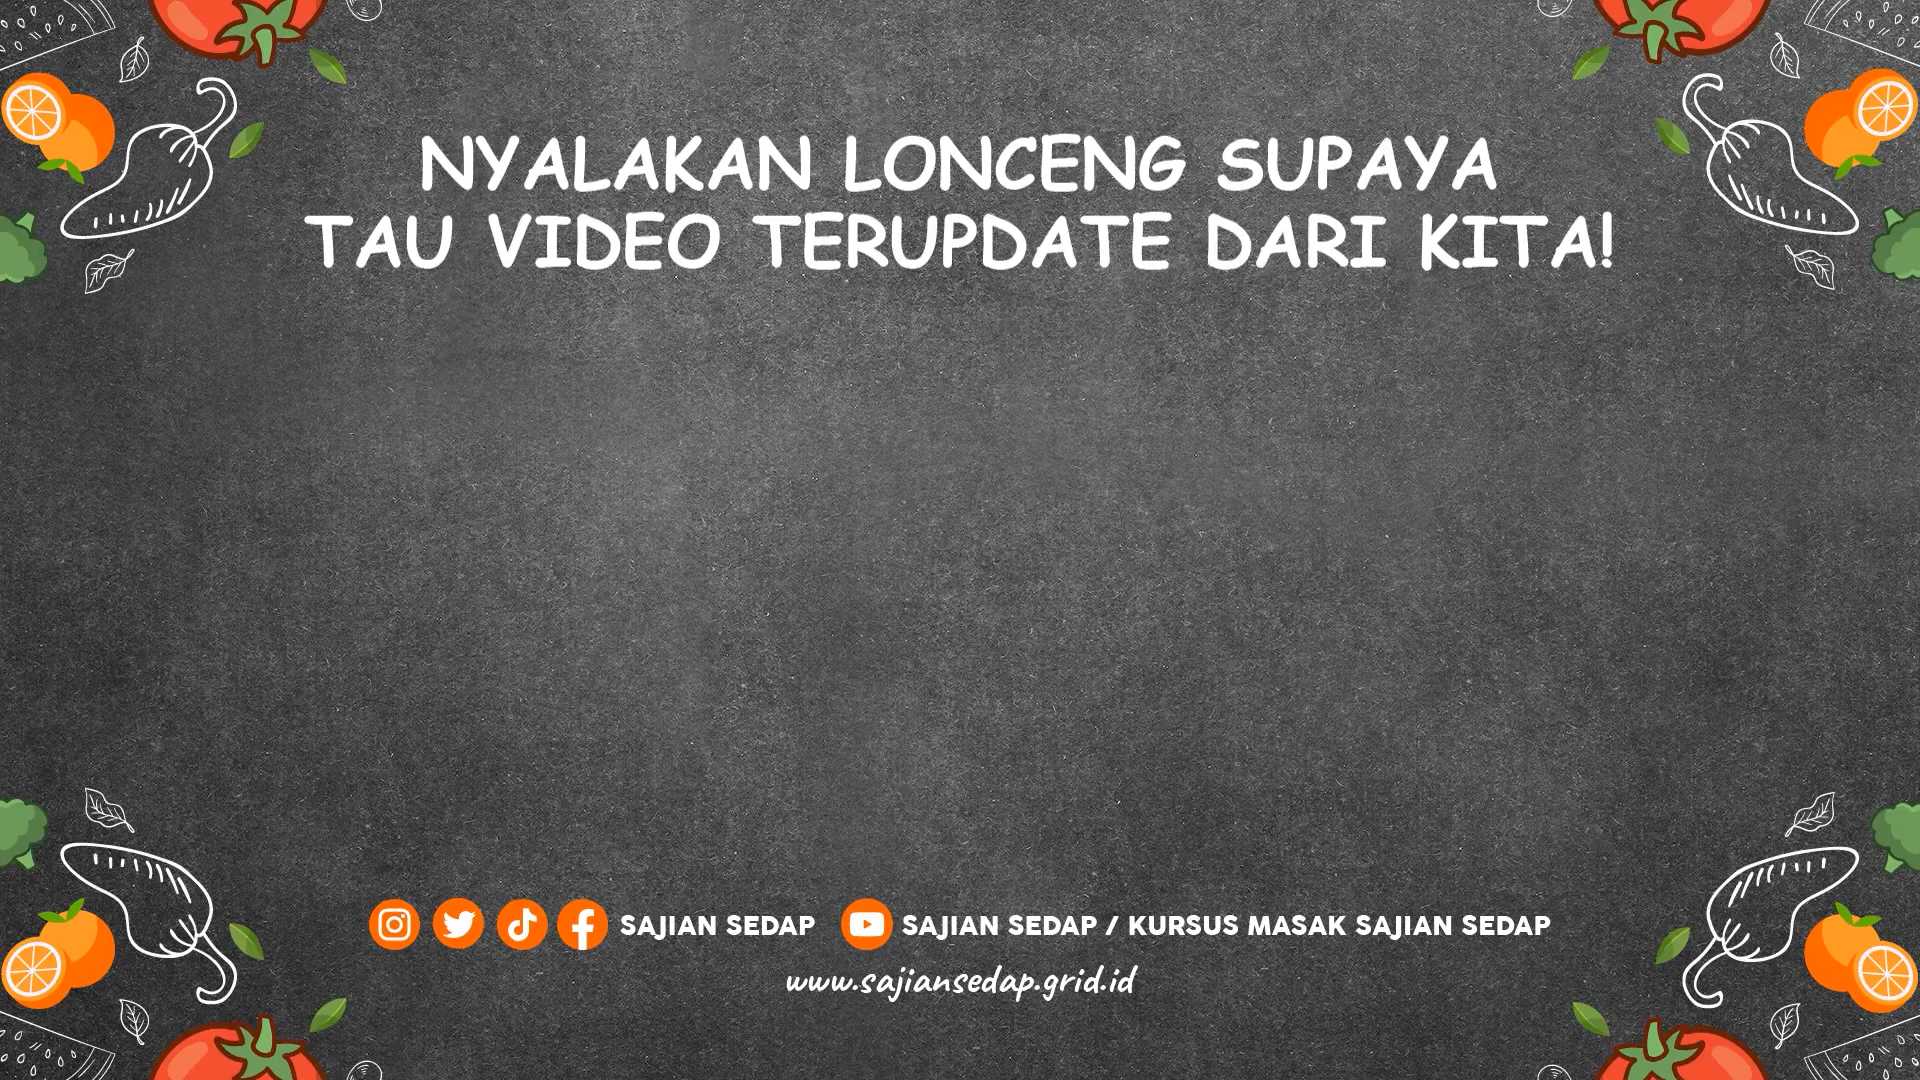 NYALAKAN LONCENG SUPAYA
TAU VIDEO TERUPDATE DARI KITA!
SAJIAN SEDAP SAJIAN SEDAP / KURSUS MASAK SAJIAN SEDAP
www.sajiansedap.grid.id